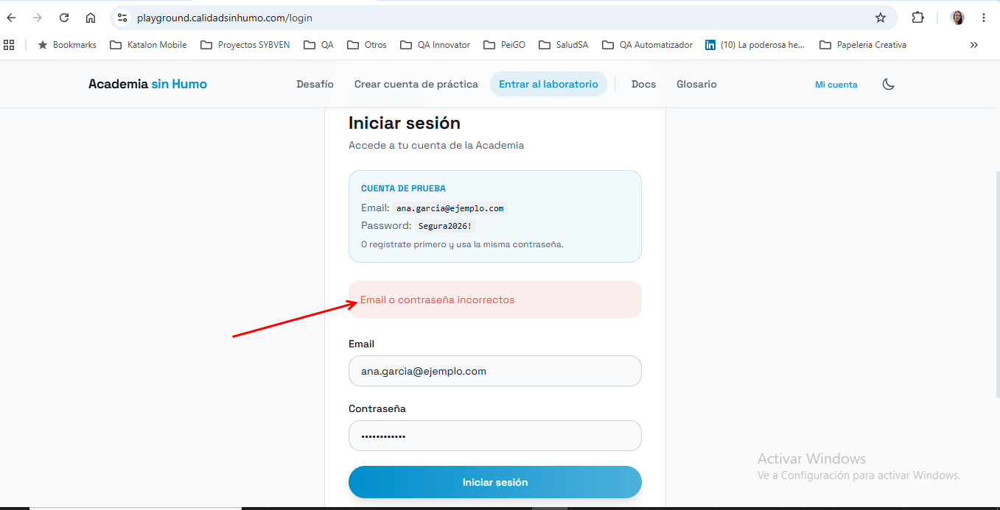 playground.calidadsinhumo.com/login
Bookmarks Katalon Mobile Proyectos SYBVEN QA Otros QA Innovator PeiGO SaludSA QA Automatizador (10) La poderosa he... Papeleria Creativa
Academia sin Humo Desafío Crear cuenta de práctica Entrar al laboratorio Docs Glosario Mi cuenta
Iniciar sesión
Accede a tu cuenta de la Academia
CUENTA DE PRUEBA
Email: ana.garcia@ejemplo.com
Password: Segura2026!
O regístrate primero y usa la misma contraseña.
Email o contraseña incorrectos
Email
ana.garcia@ejemplo.com
Contraseña
••••••••••••
Iniciar sesión
Activar Windows
Ve a Configuración para activar Windows.